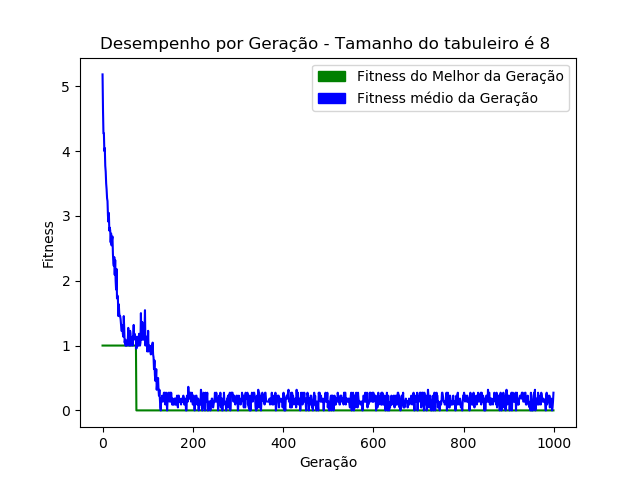 Desempenho por Geração - Tamanho do tabuleiro é 8
Fitness do Melhor da Geração
Fitness médio da Geração
Fitness
5
4
3
2
1
0
0 200 400 600 800 1000
Geração